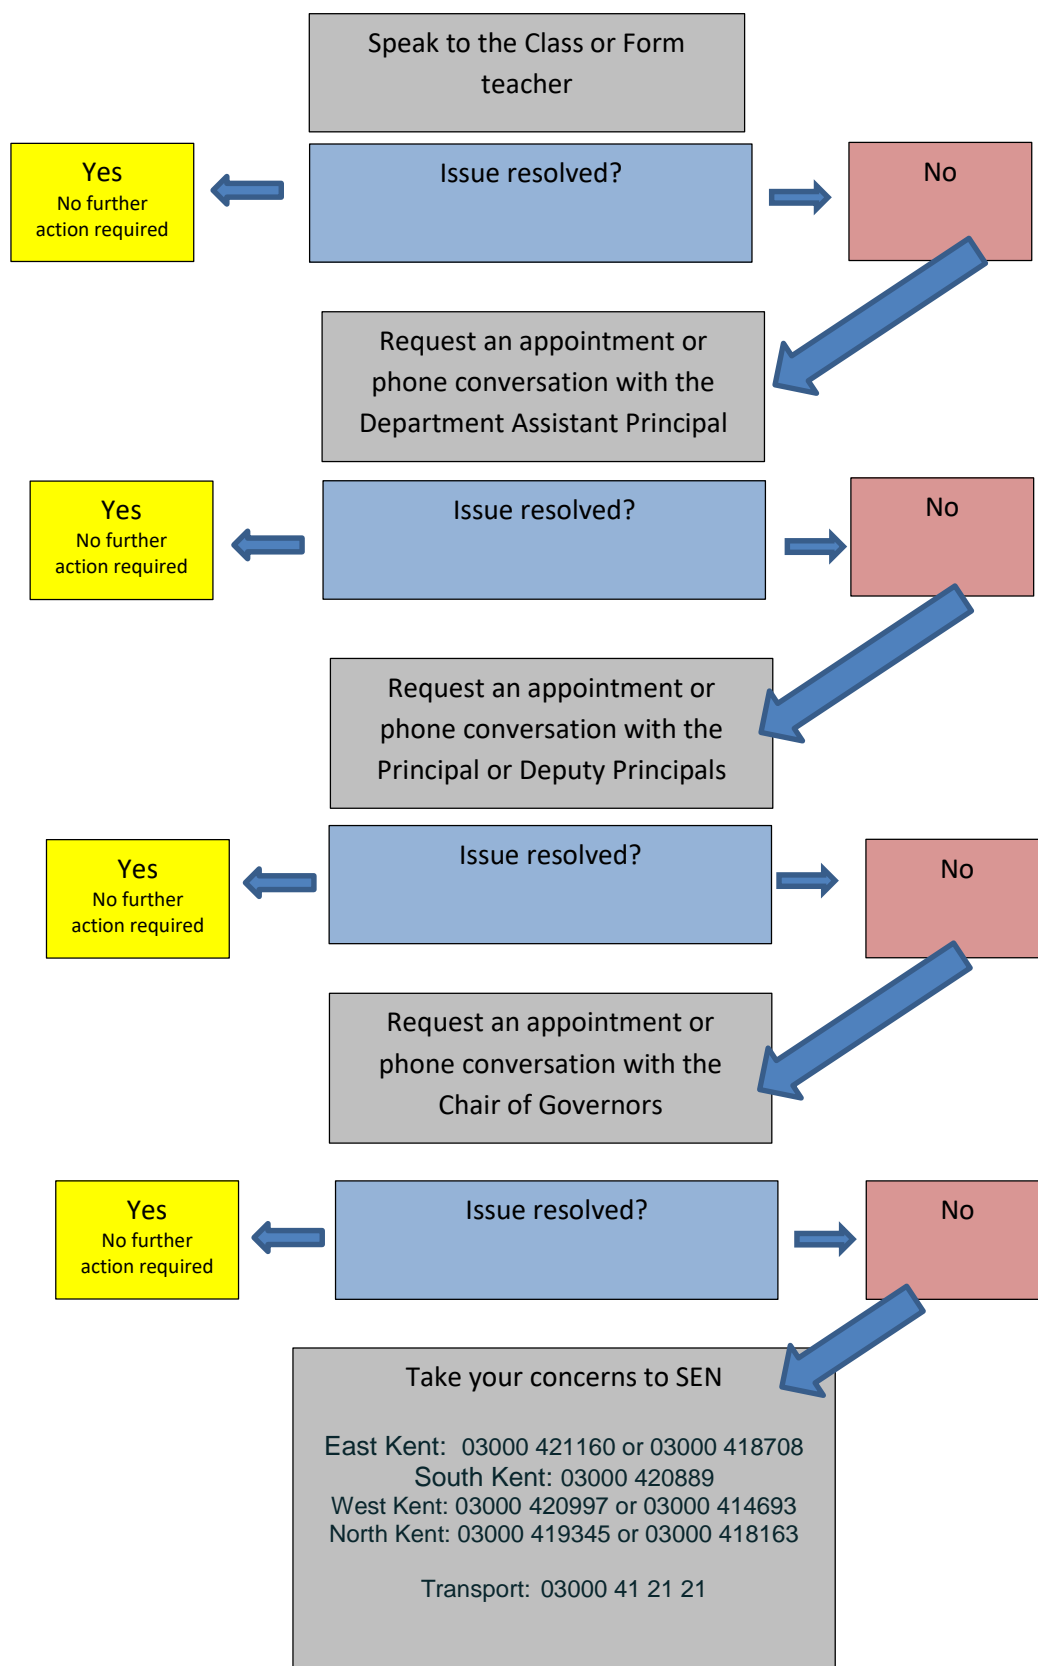 Speak to the Class or Form
teacher
Yes
No further
action required
Issue resolved?
No
Request an appointment or
phone conversation with the
Department Assistant Principal
Yes
No further
action required
Issue resolved?
No
Request an appointment or
phone conversation with the
Principal or Deputy Principals
Yes
No further
action required
Issue resolved?
No
Request an appointment or
phone conversation with the
Chair of Governors
Yes
No further
action required
Issue resolved?
No
Take your concerns to SEN
East Kent: 03000 421160 or 03000 418708
South Kent: 03000 420889
West Kent: 03000 420997 or 03000 414693
North Kent: 03000 419345 or 03000 418163
Transport: 03000 41 21 21